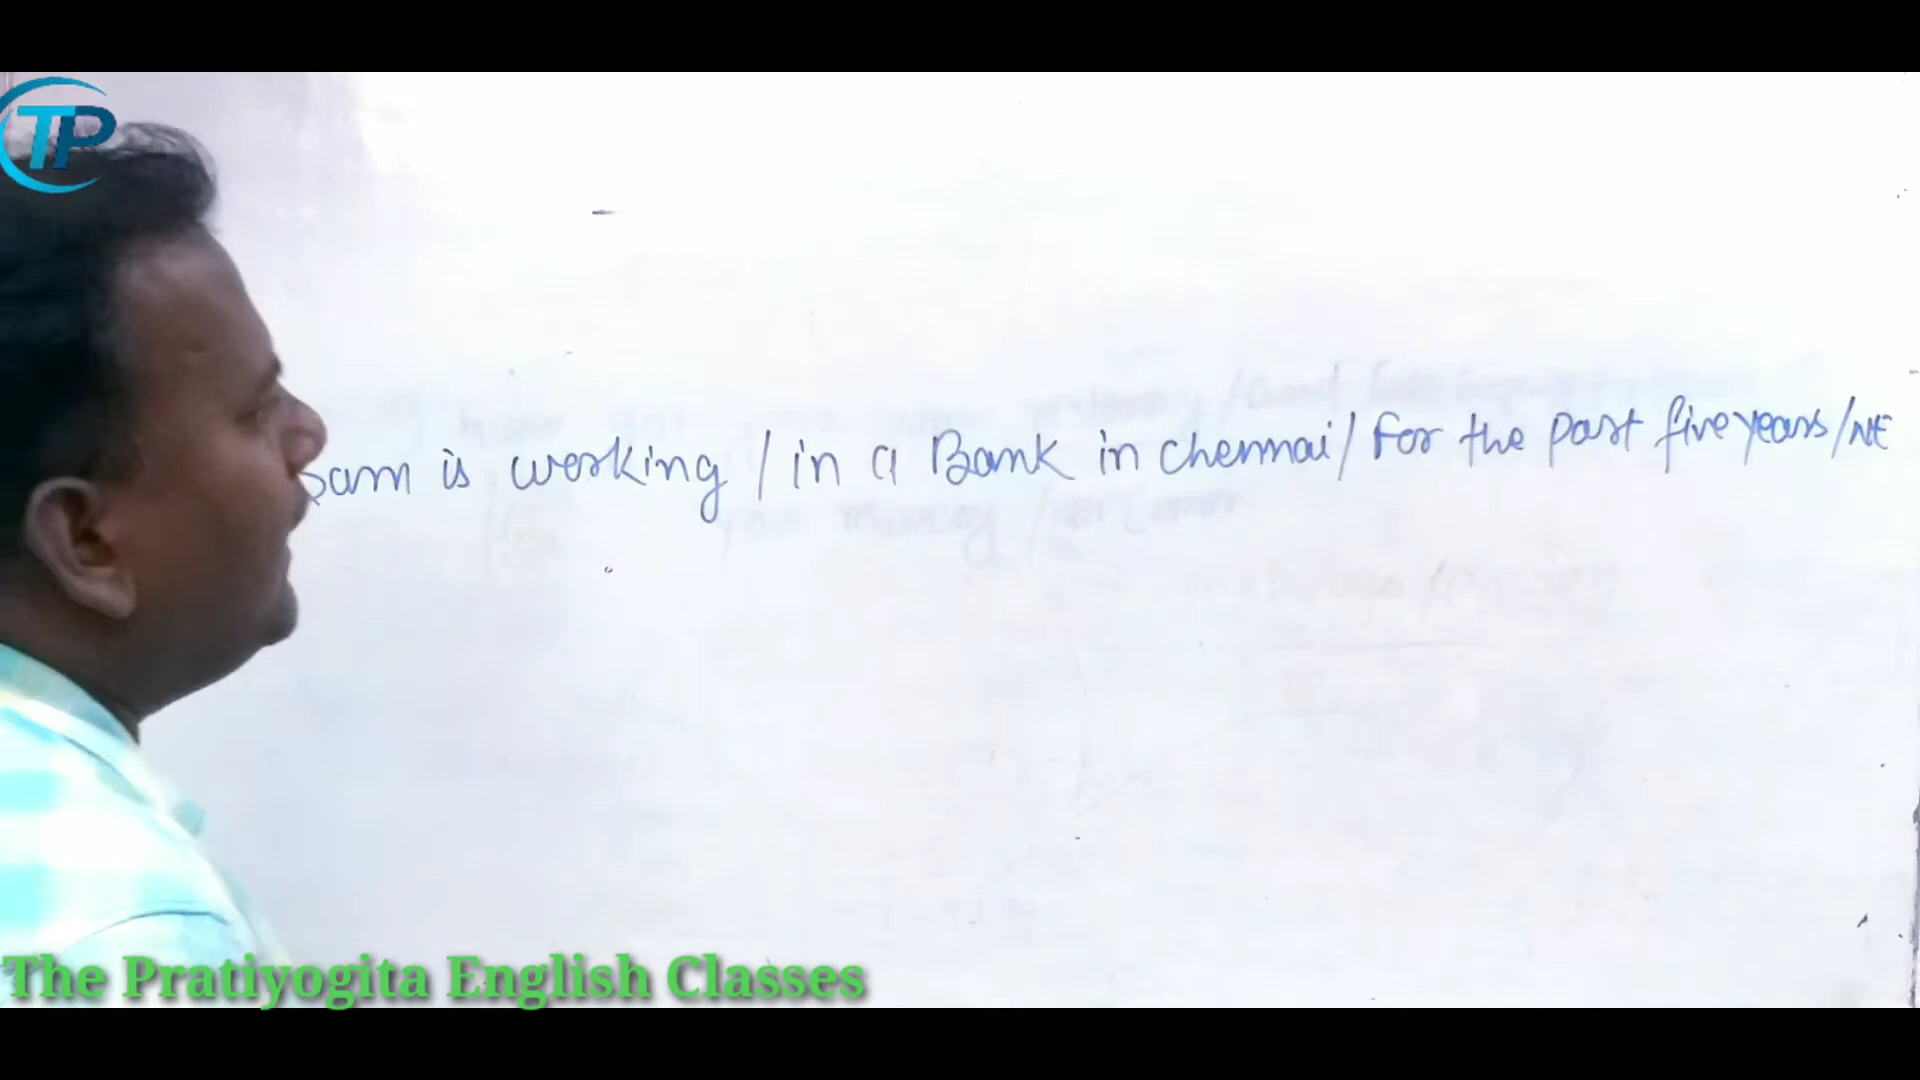 TP
Sam is working / in a Bank in chennai / For the past five years / NE
The Pratiyogita English Classes